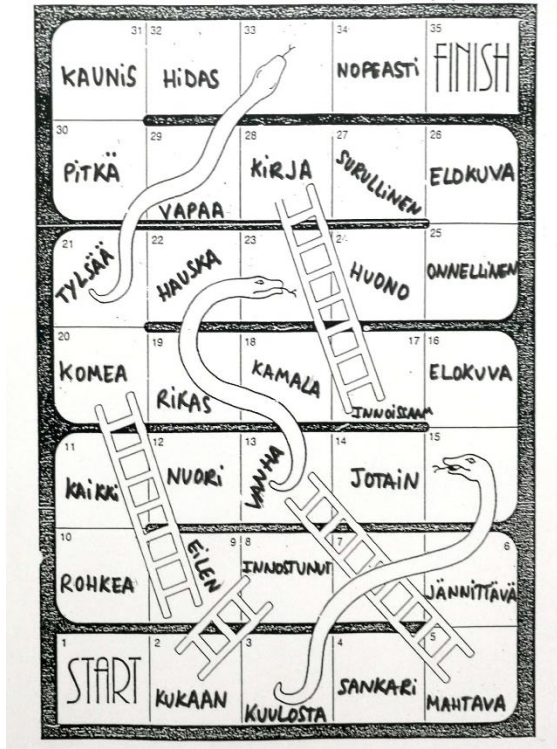 31 32 33 34 35
KAUNIS HIDAS NOPEASTI FINISH
30 29 28 27 26
PITKÄ VAPAA KIRJA SURULLINEN ELOKUVA
21 22 23 24 25
TYLSÄÄ HAUSKA HUONO ONNELLINEN
20 19 18 17 16
KOMEA RIKAS KAMALA INNOISSAAN ELOKUVA
11 12 13 14 15
KAIKKI NUORI VANHA JOTAIN
10 9 8 7 6
ROHKEA EILEN INNOSTUNUT JÄNNITTÄVÄ
1 2 3 4 5
START KUKAAN KUULOSTA SANKARI MAHTAVA